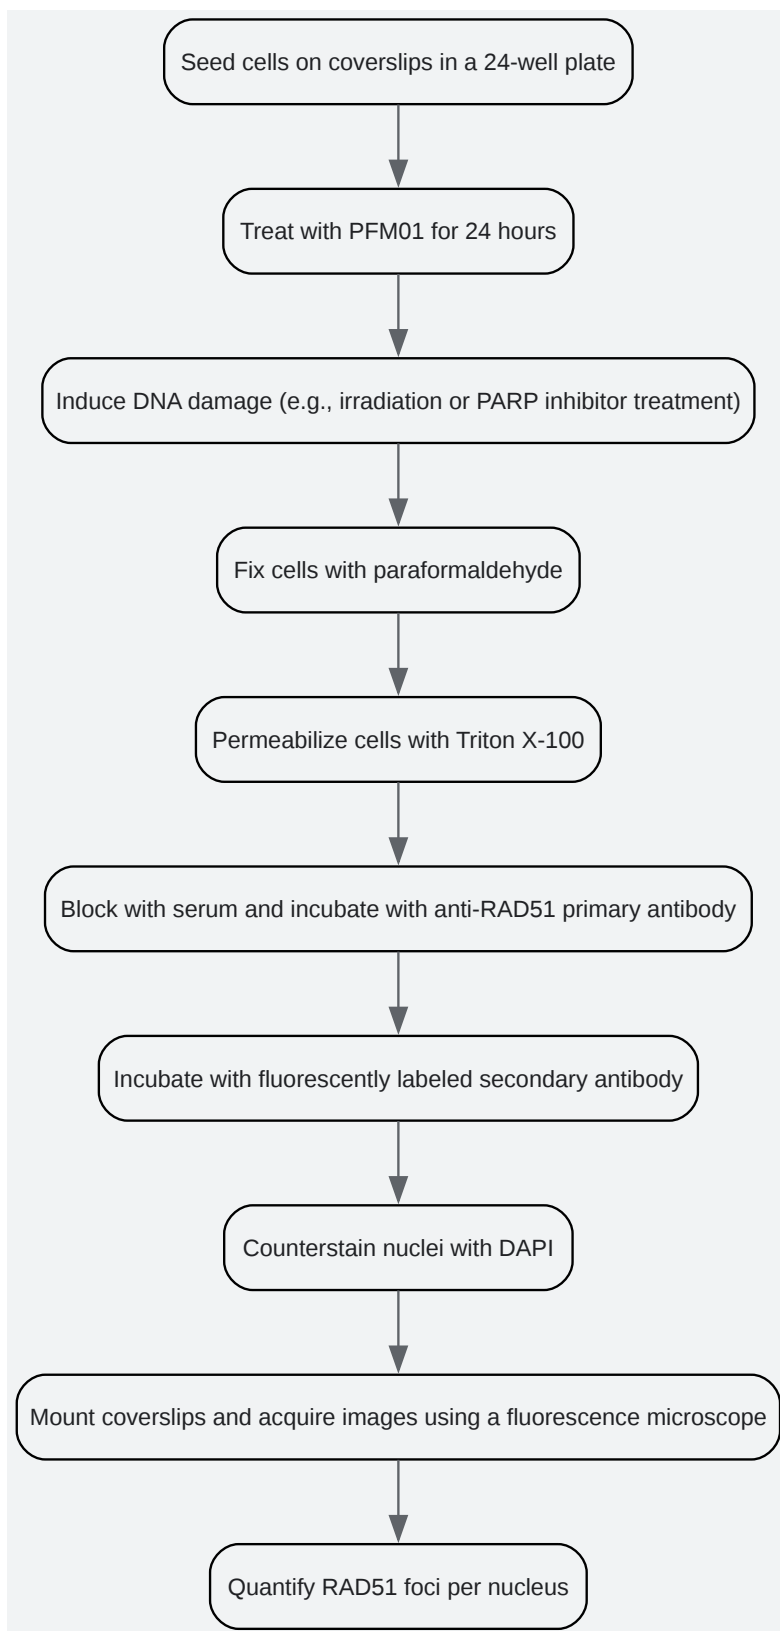 Seed cells on coverslips in a 24-well plate
Treat with PFM01 for 24 hours
Induce DNA damage (e.g., irradiation or PARP inhibitor treatment)
Fix cells with paraformaldehyde
Permeabilize cells with Triton X-100
Block with serum and incubate with anti-RAD51 primary antibody
Incubate with fluorescently labeled secondary antibody
Counterstain nuclei with DAPI
Mount coverslips and acquire images using a fluorescence microscope
Quantify RAD51 foci per nucleus